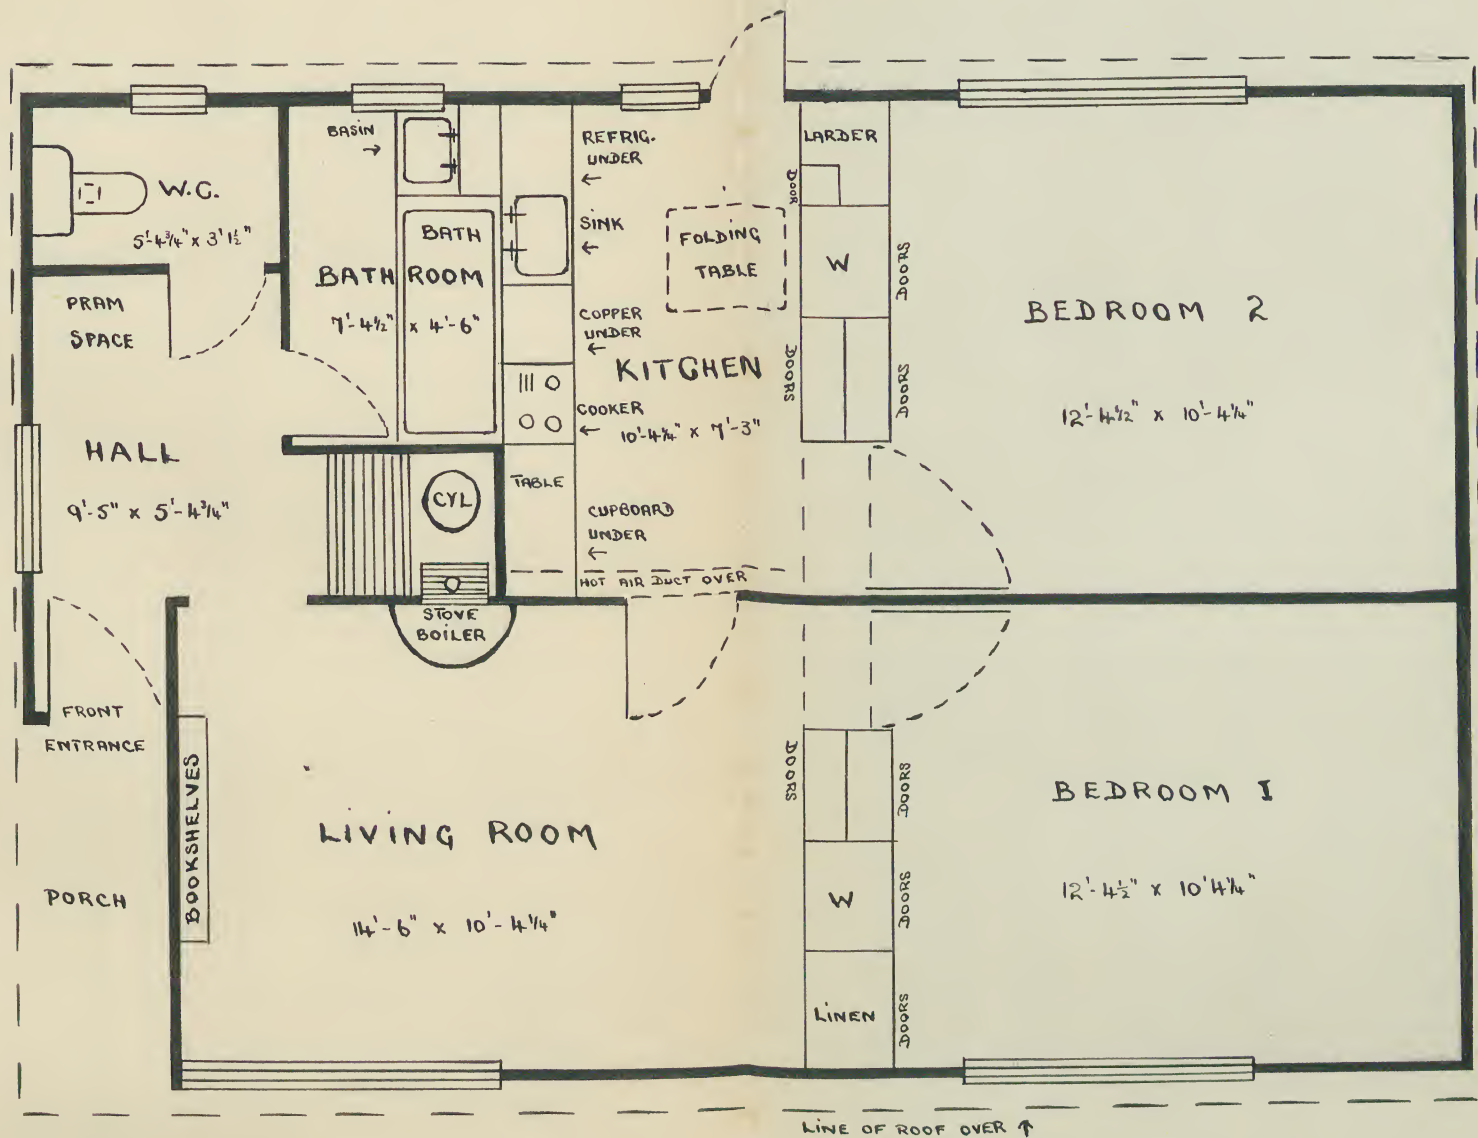 W.C.
5'-4¾" x 3' 1½"
PRAM
SPACE
HALL
9'-5" x 5'-4¾"
FRONT
ENTRANCE
PORCH
BASIN
→
BATH
BATH ROOM
7'-4½" x 4'-6"
CYL
STOVE
BOILER
REFRIG.
UNDER
←
SINK
←
COPPER
UNDER
←
KITCHEN
10'-4¼" x 7'-3"
COOKER
←
TABLE
CUPBOARD
UNDER
←
HOT AIR DUCT OVER
FOLDING
TABLE
LARDER
DOOR
W
DOORS
DOORS
DOORS
BEDROOM 2
12'-4½" x 10'-4¼"
BOOKSHELVES
LIVING ROOM
14'-6" x 10'-4¼"
DOORS
DOORS
W
DOORS
LINEN
DOORS
BEDROOM 1
12'-4½" x 10'4¼"
LINE OF ROOF OVER ↑